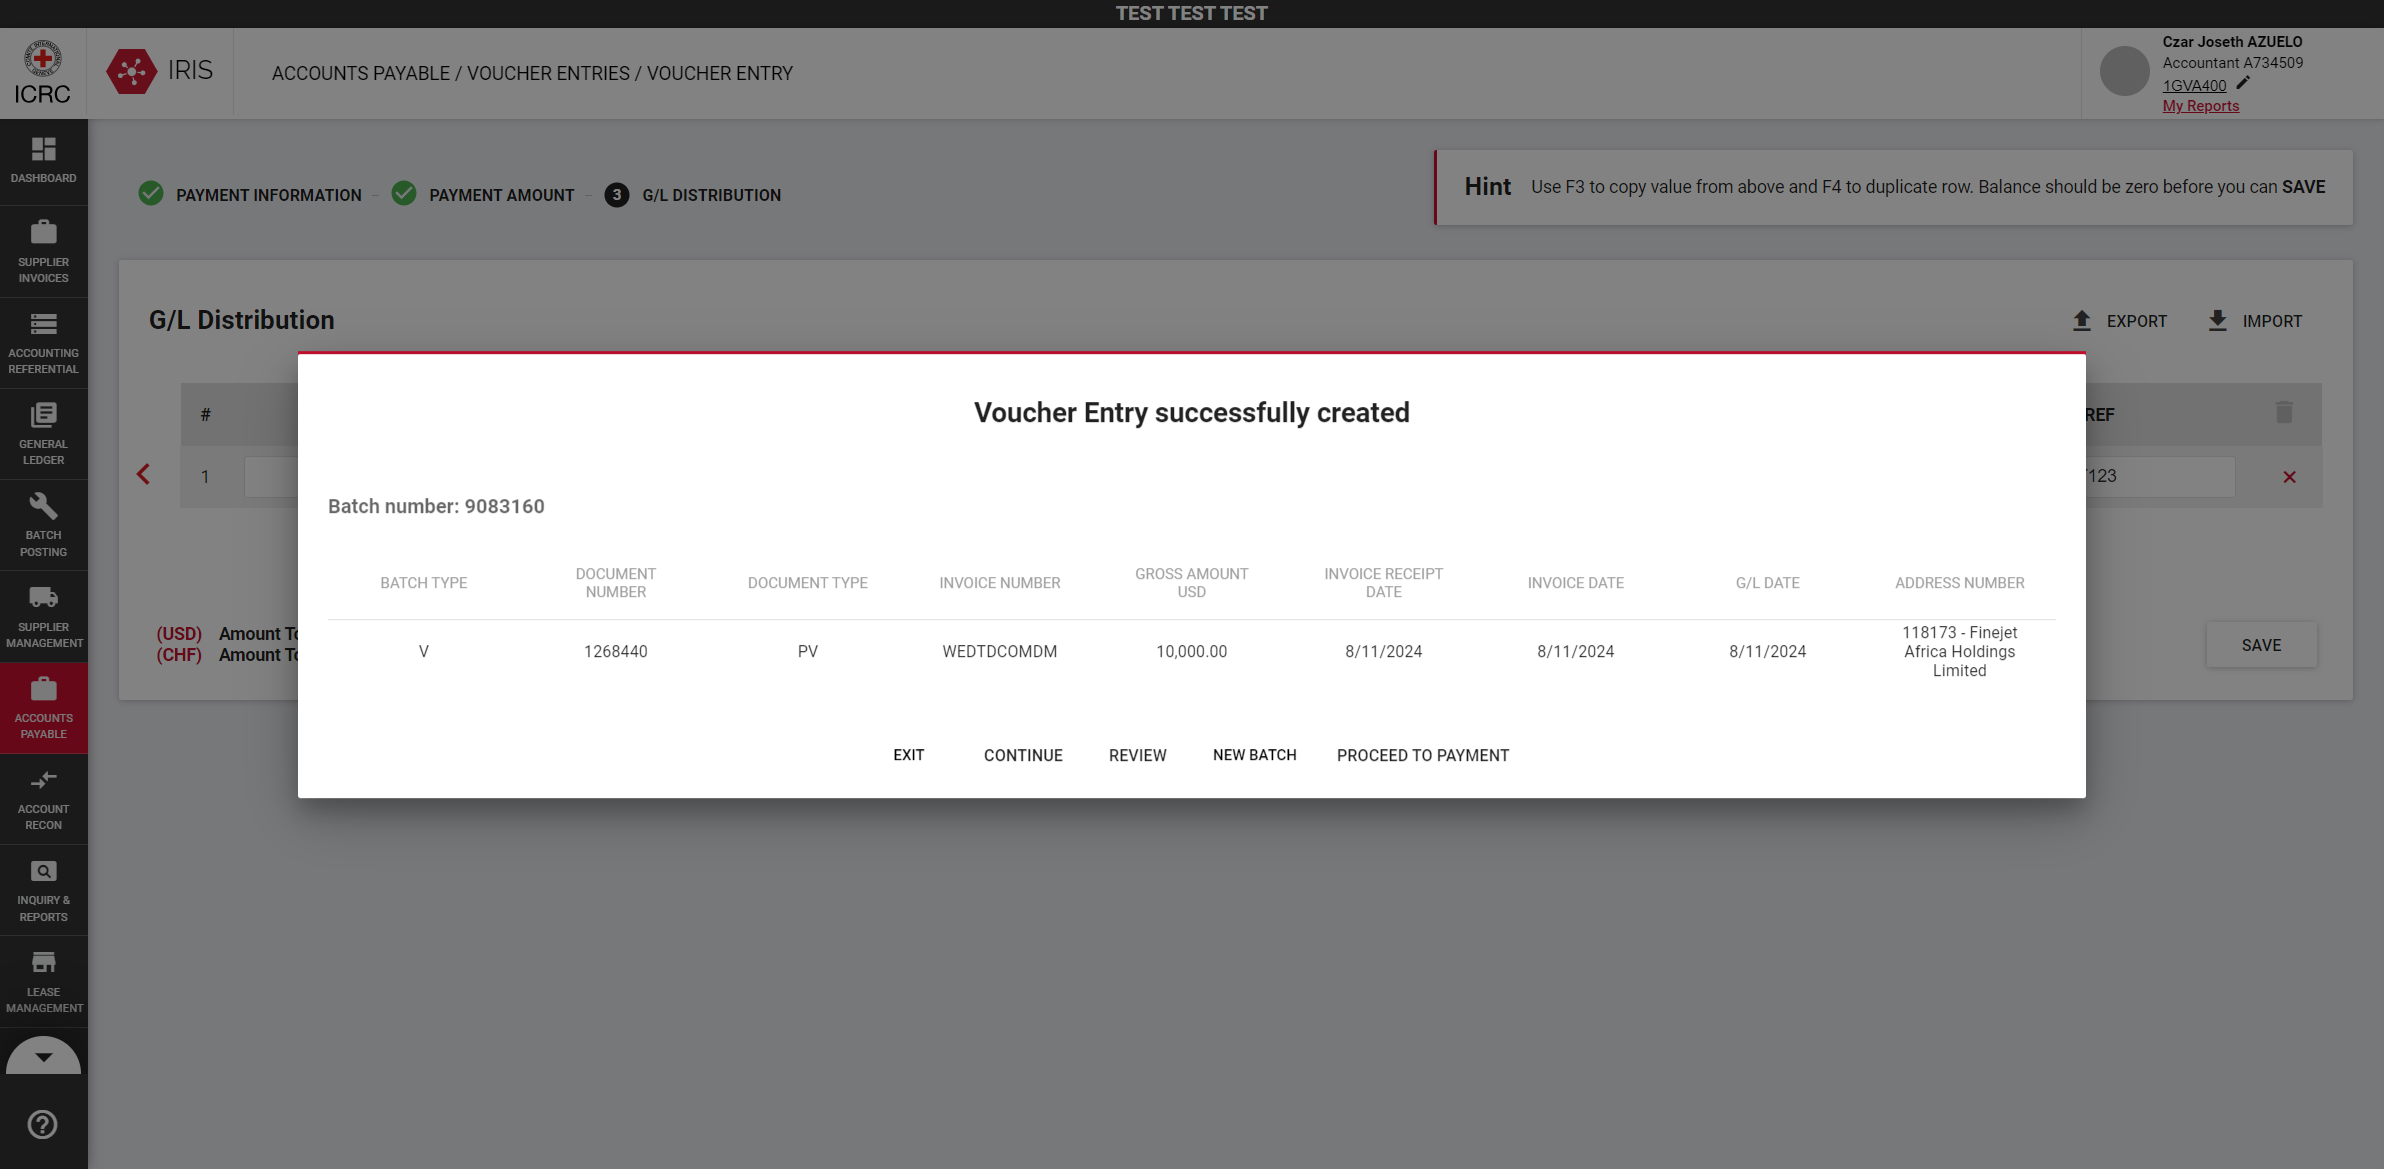 TEST TEST TEST
ICRC
IRIS
ACCOUNTS PAYABLE / VOUCHER ENTRIES / VOUCHER ENTRY
Czar Joseth AZUELO
Accountant A734509
1GVA400
My Reports
DASHBOARD
SUPPLIER
INVOICES
ACCOUNTING
REFERENTIAL
GENERAL
LEDGER
BATCH
POSTING
SUPPLIER
MANAGEMENT
ACCOUNTS
PAYABLE
ACCOUNT
RECON
INQUIRY &
REPORTS
LEASE
MANAGEMENT
PAYMENT INFORMATION
PAYMENT AMOUNT
3 G/L DISTRIBUTION
Hint Use F3 to copy value from above and F4 to duplicate row. Balance should be zero before you can SAVE
G/L Distribution
EXPORT IMPORT
# REF
1 123
(USD) Amount To
(CHF) Amount To
SAVE
Voucher Entry successfully created
Batch number: 9083160
BATCH TYPE DOCUMENT NUMBER DOCUMENT TYPE INVOICE NUMBER GROSS AMOUNT USD INVOICE RECEIPT DATE INVOICE DATE G/L DATE ADDRESS NUMBER
V 1268440 PV WEDTDCOMDM 10,000.00 8/11/2024 8/11/2024 8/11/2024 118173 - Finejet Africa Holdings Limited
EXIT CONTINUE REVIEW NEW BATCH PROCEED TO PAYMENT